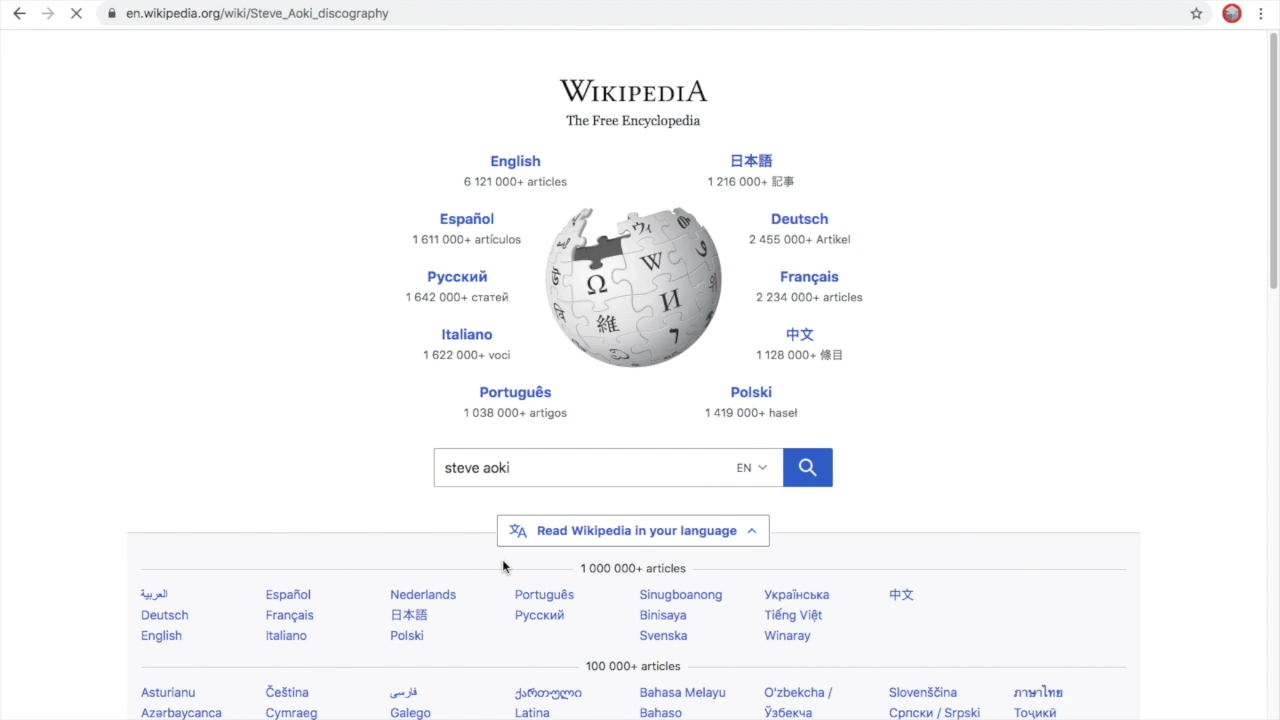 en.wikipedia.org/wiki/Steve_Aoki_discography
WIKIPEDIA
The Free Encyclopedia
English
6 121 000+ articles
日本語
1 216 000+ 記事
Español
1 611 000+ artículos
Deutsch
2 455 000+ Artikel
Русский
1 642 000+ статей
Français
2 234 000+ articles
Italiano
1 622 000+ voci
中文
1 128 000+ 條目
Português
1 038 000+ artigos
Polski
1 419 000+ haseł
Ω W И 維 ウィ 7
steve aoki EN
Read Wikipedia in your language
1 000 000+ articles
العربية Español Nederlands Português Sinugboanong Українська 中文
Deutsch Français 日本語 Русский Binisaya Tiếng Việt
English Italiano Polski Svenska Winaray
100 000+ articles
Asturianu Čeština فارسی ქართული Bahasa Melayu Oʻzbekcha / Slovenščina ภาษาไทย
Azərbaycanca Cymraeg Galego Latina Bahaso Ўзбекча Српски / Srpski Тоҷикӣ